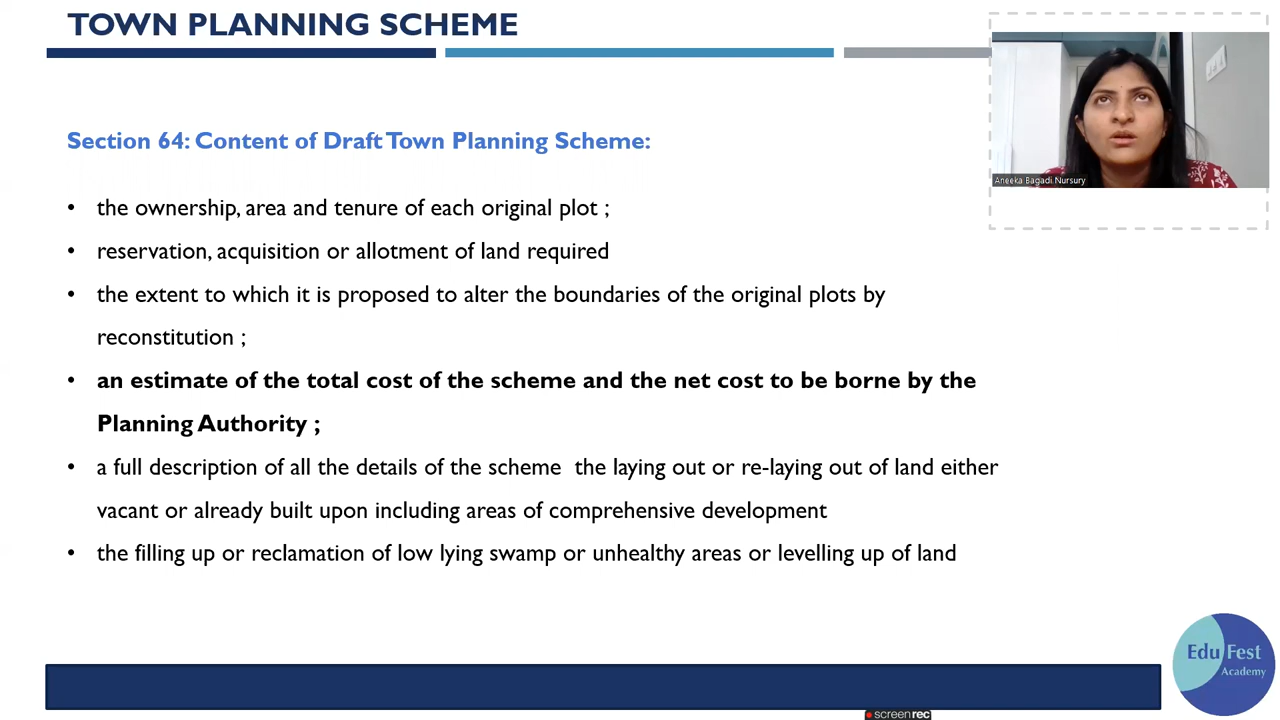 TOWN PLANNING SCHEME
Aneeka Bagadi Nursury
Section 64: Content of Draft Town Planning Scheme:
• the ownership, area and tenure of each original plot ;
• reservation, acquisition or allotment of land required
• the extent to which it is proposed to alter the boundaries of the original plots by
reconstitution ;
• an estimate of the total cost of the scheme and the net cost to be borne by the
Planning Authority ;
• a full description of all the details of the scheme the laying out or re-laying out of land either
vacant or already built upon including areas of comprehensive development
• the filling up or reclamation of low lying swamp or unhealthy areas or levelling up of land
Edu Fest
Academy
screenrec